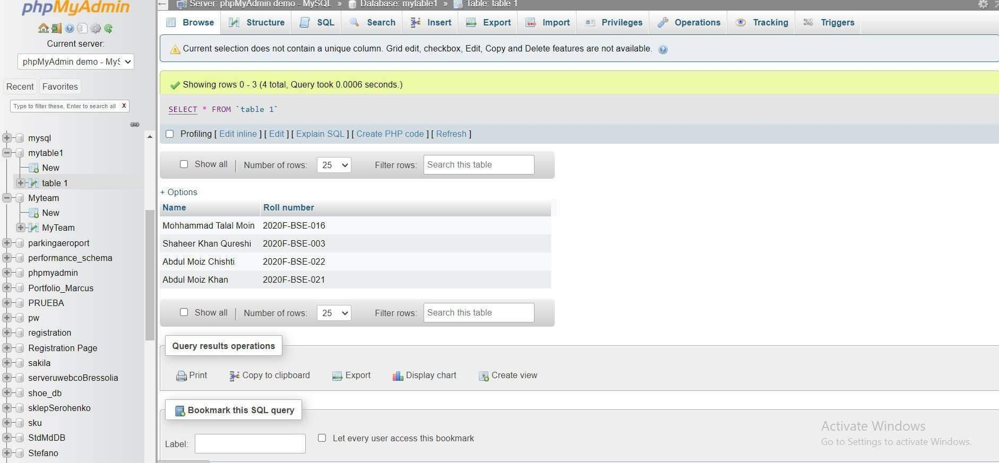 phpMyAdmin
Current server:
phpMyAdmin demo - MyS
Recent Favorites
Type to filter these, Enter to search all X
mysql
mytable1
New
table 1
Myteam
New
MyTeam
parkingaeroport
performance_schema
phpmyadmin
Portfolio_Marcus
PRUEBA
pw
registration
Registration Page
sakila
serveruwebcoBressolia
shoe_db
sklepSerohenko
sku
StdMdDB
Stefano
Server: phpMyAdmin demo - MySQL » Database: mytable1 » Table: table 1
Browse Structure SQL Search Insert Export Import Privileges Operations Tracking Triggers
Current selection does not contain a unique column. Grid edit, checkbox, Edit, Copy and Delete features are not available.
Showing rows 0 - 3 (4 total, Query took 0.0006 seconds.)
SELECT * FROM `table 1`
Profiling [ Edit inline ] [ Edit ] [ Explain SQL ] [ Create PHP code ] [ Refresh ]
Show all | Number of rows: 25 Filter rows: Search this table
+ Options
Name Roll number
Mohhammad Talal Moin 2020F-BSE-016
Shaheer Khan Qureshi 2020F-BSE-003
Abdul Moiz Chishti 2020F-BSE-022
Abdul Moiz Khan 2020F-BSE-021
Show all | Number of rows: 25 Filter rows: Search this table
Query results operations
Print Copy to clipboard Export Display chart Create view
Bookmark this SQL query
Label: Let every user access this bookmark
Activate Windows
Go to Settings to activate Windows.